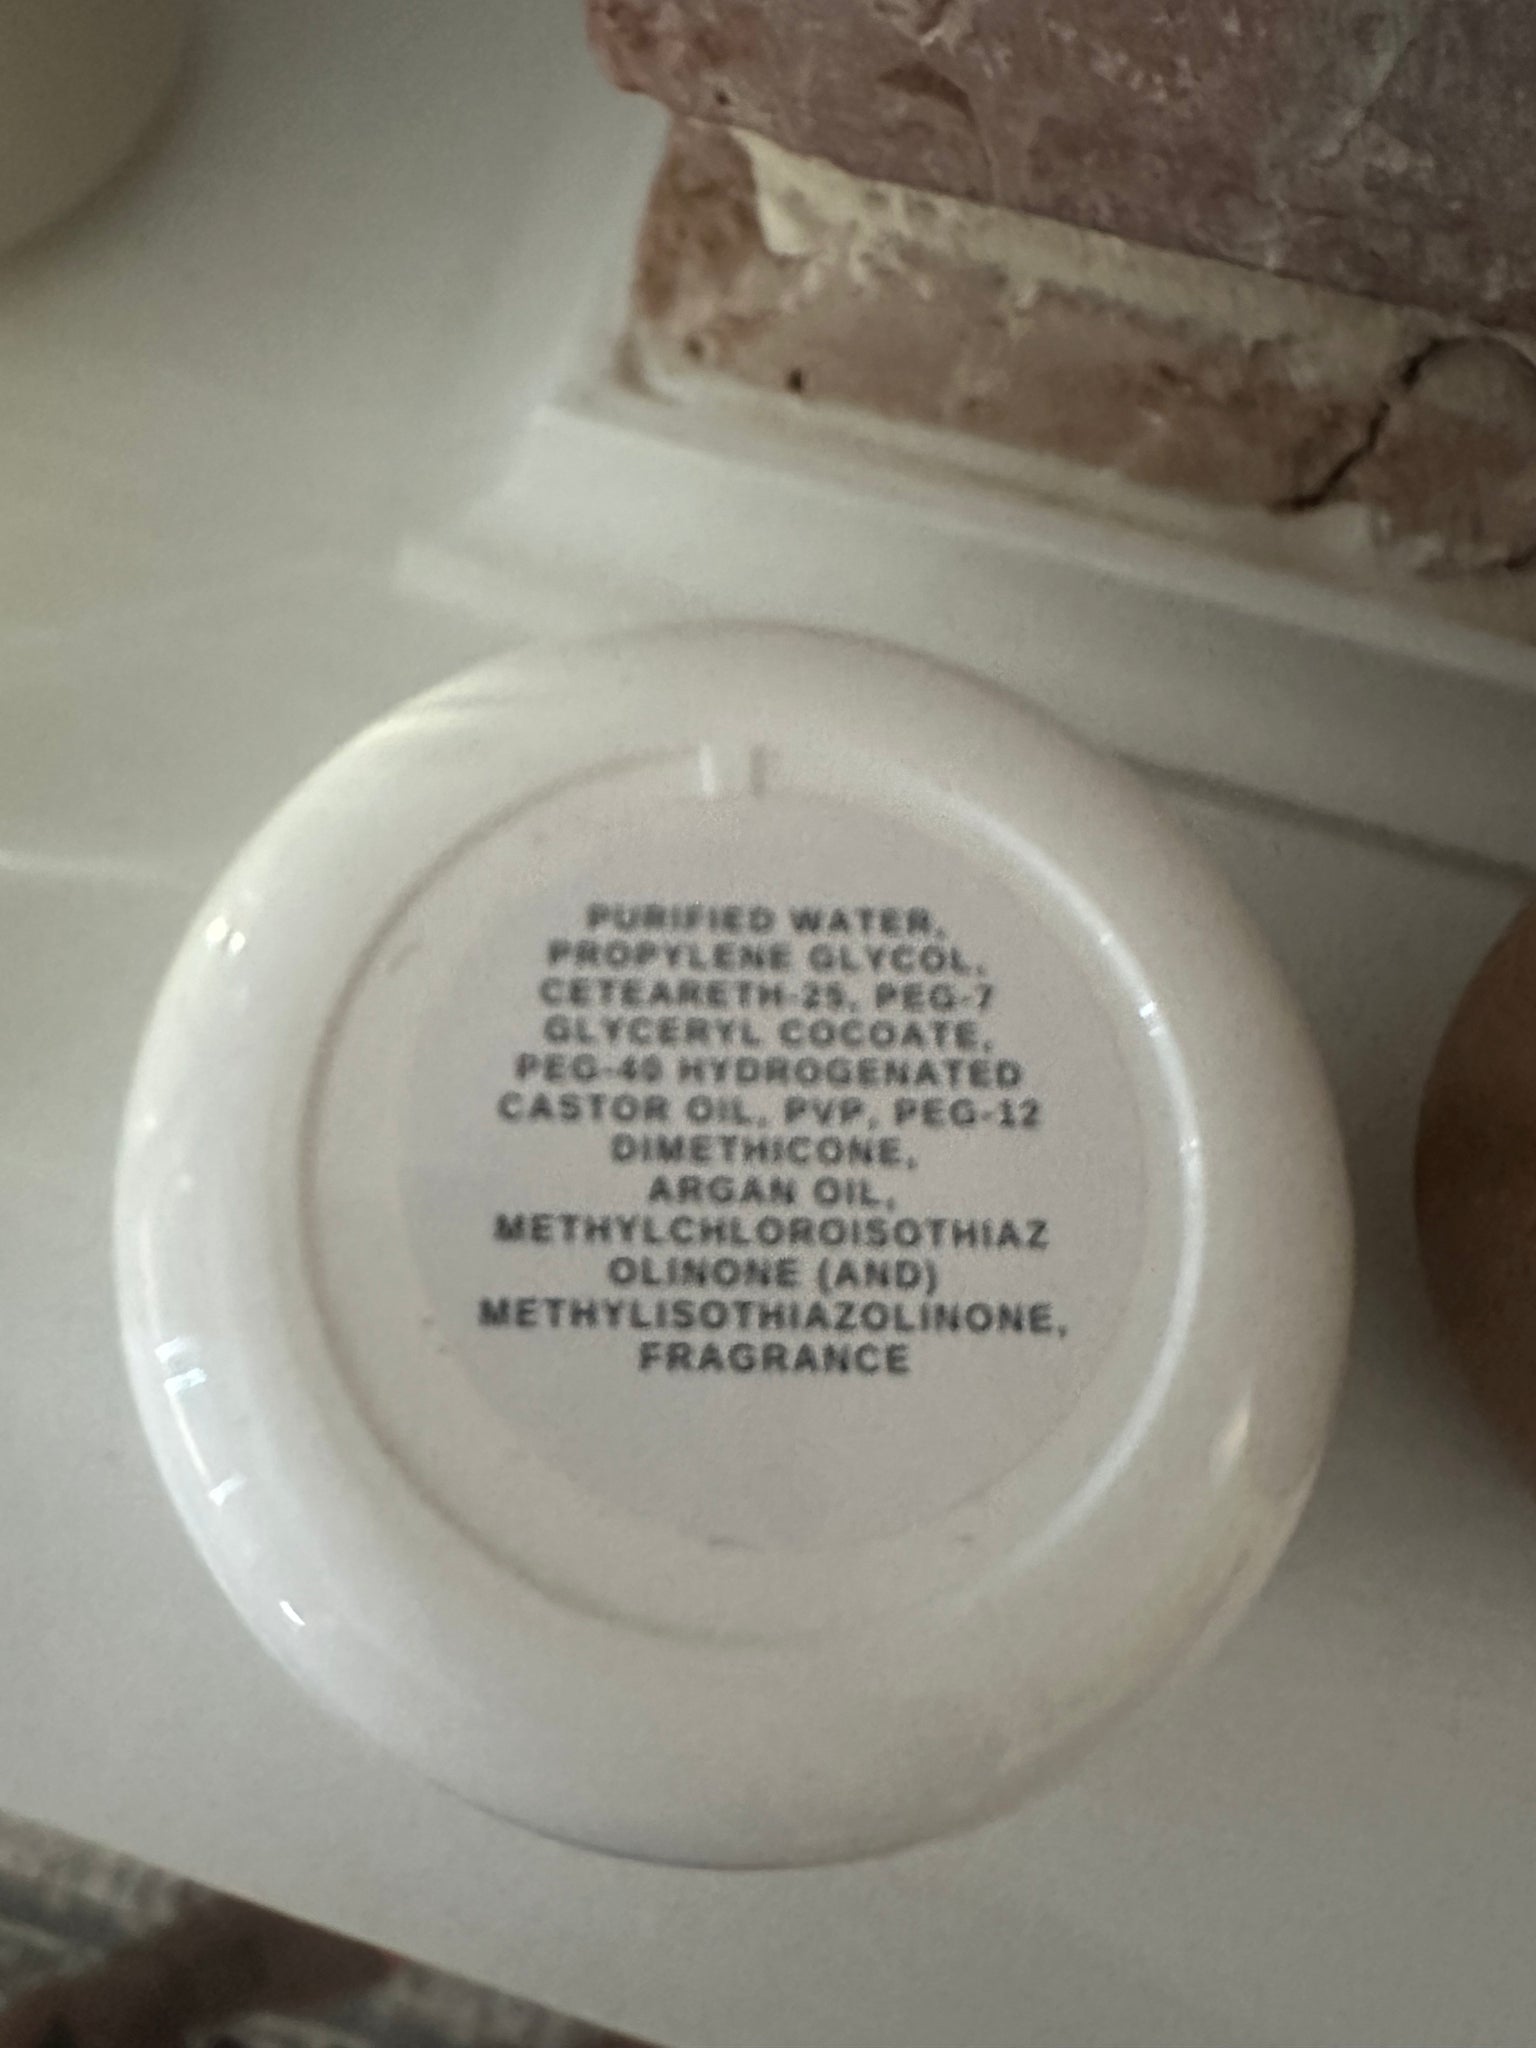 PURIFIED WATER,
PROPYLENE GLYCOL,
CETEARETH-25, PEG-7
GLYCERYL COCOATE,
PEG-40 HYDROGENATED
CASTOR OIL, PVP, PEG-12
DIMETHICONE,
ARGAN OIL,
METHYLCHLOROISOTHIAZ
OLINONE (AND)
METHYLISOTHIAZOLINONE,
FRAGRANCE